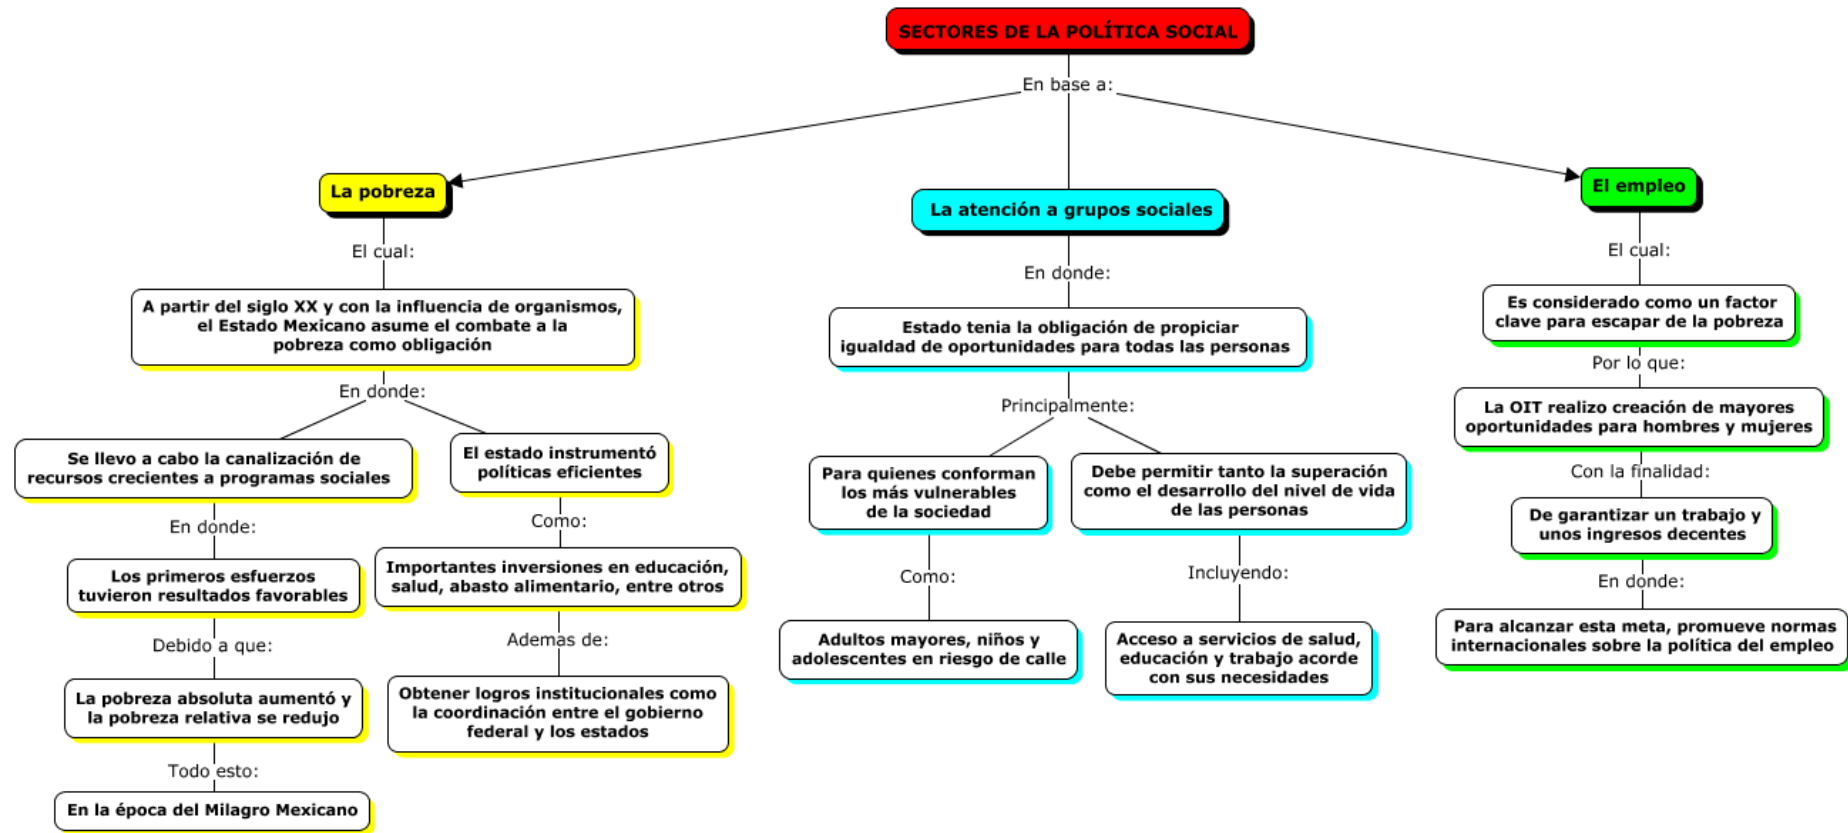 SECTORES DE LA POLÍTICA SOCIAL
En base a:
La pobreza
El cual:
A partir del siglo XX y con la influencia de organismos,
el Estado Mexicano asume el combate a la
pobreza como obligación
En donde:
Se llevo a cabo la canalización de
recursos crecientes a programas sociales
En donde:
Los primeros esfuerzos
tuvieron resultados favorables
Debido a que:
La pobreza absoluta aumentó y
la pobreza relativa se redujo
Todo esto:
En la época del Milagro Mexicano
El estado instrumentó
políticas eficientes
Como:
Importantes inversiones en educación,
salud, abasto alimentario, entre otros
Ademas de:
Obtener logros institucionales como
la coordinación entre el gobierno
federal y los estados
La atención a grupos sociales
En donde:
Estado tenia la obligación de propiciar
igualdad de oportunidades para todas las personas
Principalmente:
Para quienes conforman
los más vulnerables
de la sociedad
Como:
Adultos mayores, niños y
adolescentes en riesgo de calle
Debe permitir tanto la superación
como el desarrollo del nivel de vida
de las personas
Incluyendo:
Acceso a servicios de salud,
educación y trabajo acorde
con sus necesidades
El empleo
El cual:
Es considerado como un factor
clave para escapar de la pobreza
Por lo que:
La OIT realizo creación de mayores
oportunidades para hombres y mujeres
Con la finalidad:
De garantizar un trabajo y
unos ingresos decentes
En donde:
Para alcanzar esta meta, promueve normas
internacionales sobre la política del empleo